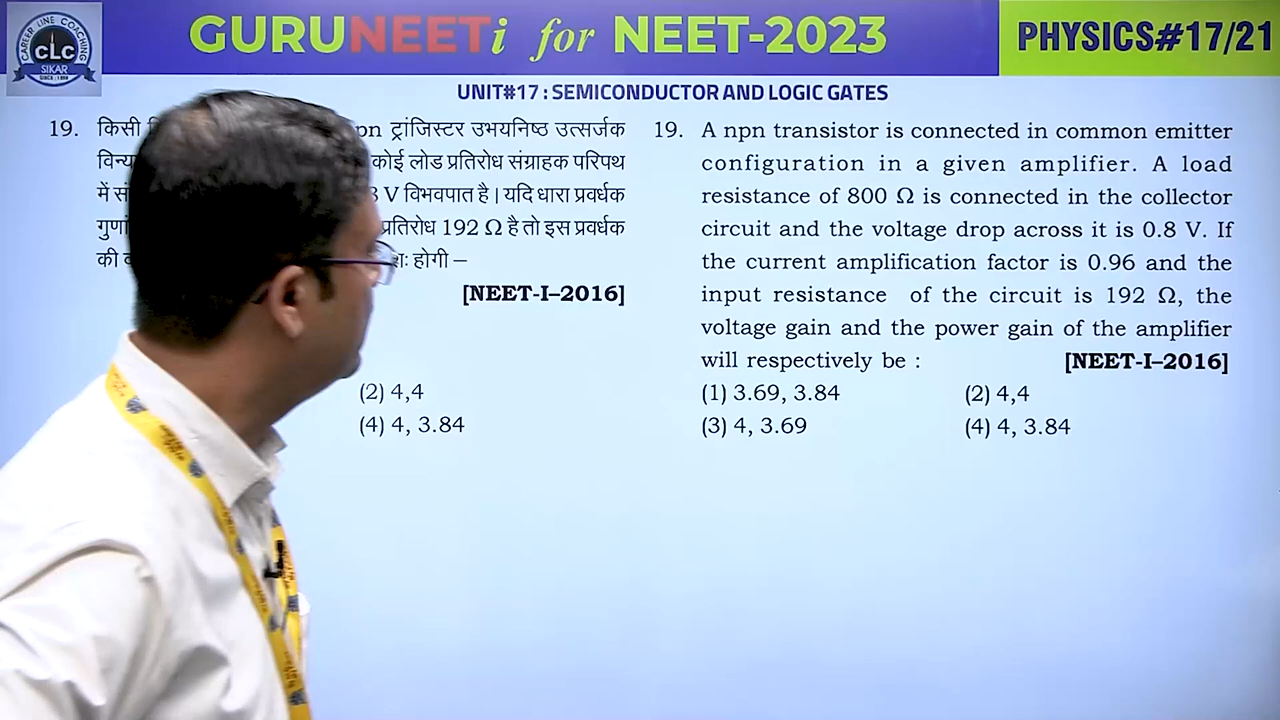 GURUNEETi for NEET-2023
PHYSICS#17/21
CAREER LINE COACHING
CLC
SIKAR
SINCE : 1996
UNIT#17 : SEMICONDUCTOR AND LOGIC GATES
19. किसी
pn ट्रांजिस्टर उभयनिष्ठ उत्सर्जक
कोई लोड प्रतिरोध संग्राहक परिपथ
में
V विभवपात है। यदि धारा प्रवर्धक
प्रतिरोध 192 Ω है तो इस प्रवर्धक
की
होगी –
[NEET-I–2016]
(2) 4,4
(4) 4, 3.84
19. A npn transistor is connected in common emitter
configuration in a given amplifier. A load
resistance of 800 Ω is connected in the collector
circuit and the voltage drop across it is 0.8 V. If
the current amplification factor is 0.96 and the
input resistance of the circuit is 192 Ω, the
voltage gain and the power gain of the amplifier
will respectively be : [NEET-I–2016]
(1) 3.69, 3.84 (2) 4,4
(3) 4, 3.69 (4) 4, 3.84